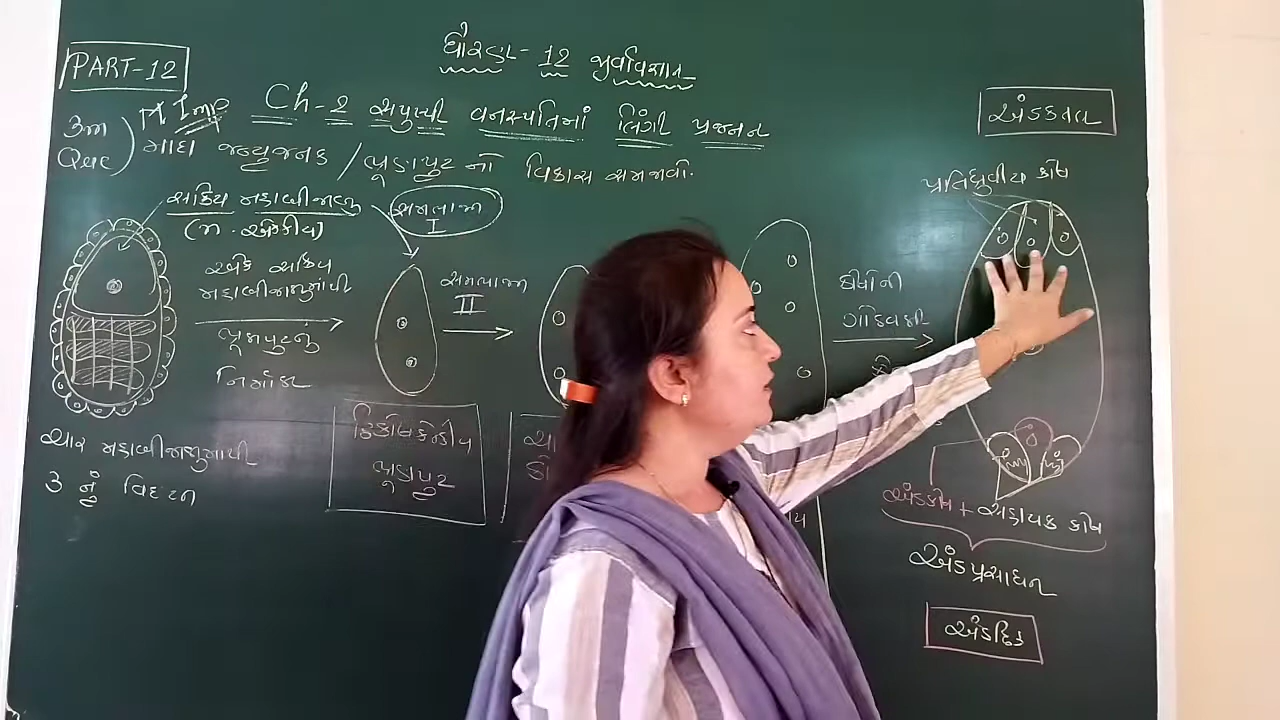 PART-12
ધોરણ-12 જીવવિજ્ઞાન
M Imp Ch-2 સપુષ્પી વનસ્પતિમાં લિંગી પ્રજનન
3m
Que
માદા જન્યુજનક / ભ્રૂણપુટ નો વિકાસ સમજાવો.
અંડકતલ
પ્રતિધ્રુવીય કોષ
સક્રિય મહાબીજાણુ
સમભાજન
I
એક સક્રિય
મહાબીજાણુમાંથી
ભ્રૂણપુટનું
નિર્માણ
સમભાજન
II
કોષોની
ગોઠવણી
ચાર મહાબીજાણુમાંથી
3 નું વિઘટન
દ્વિકોષકેન્દ્રીય
ભ્રૂણપુટ
અંડકોષ + સહાયક કોષ
અંડપ્રસાધન
અંડછિદ્ર